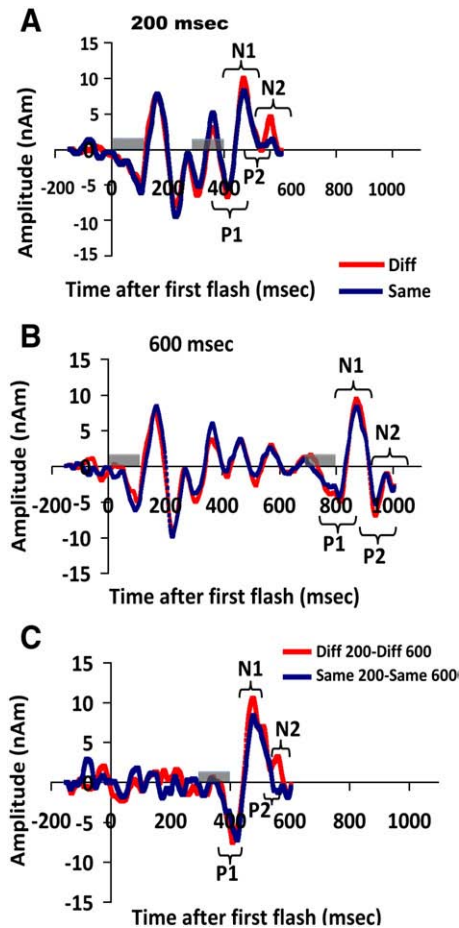 A
200 msec
N1
15
N2
10
5
0
-200 -5 0 200 400 600 800 1000
P2
-10
P1
-15
Amplitude (nAm)
Diff
Same
Time after first flash (msec)
B
600 msec
15
N1
10
N2
5
0
-200 -5 0 200 400 600 800 1000
-10
P1
P2
-15
Amplitude (nAm)
Time after first flash (msec)
C
Diff 200-Diff 600
Same 200-Same 600
15
N1
10
5
N2
0
-200 -5 0 200 400 600 800 1000
P2
-10
P1
-15
Amplitude (nAm)
Time after first flash (msec)